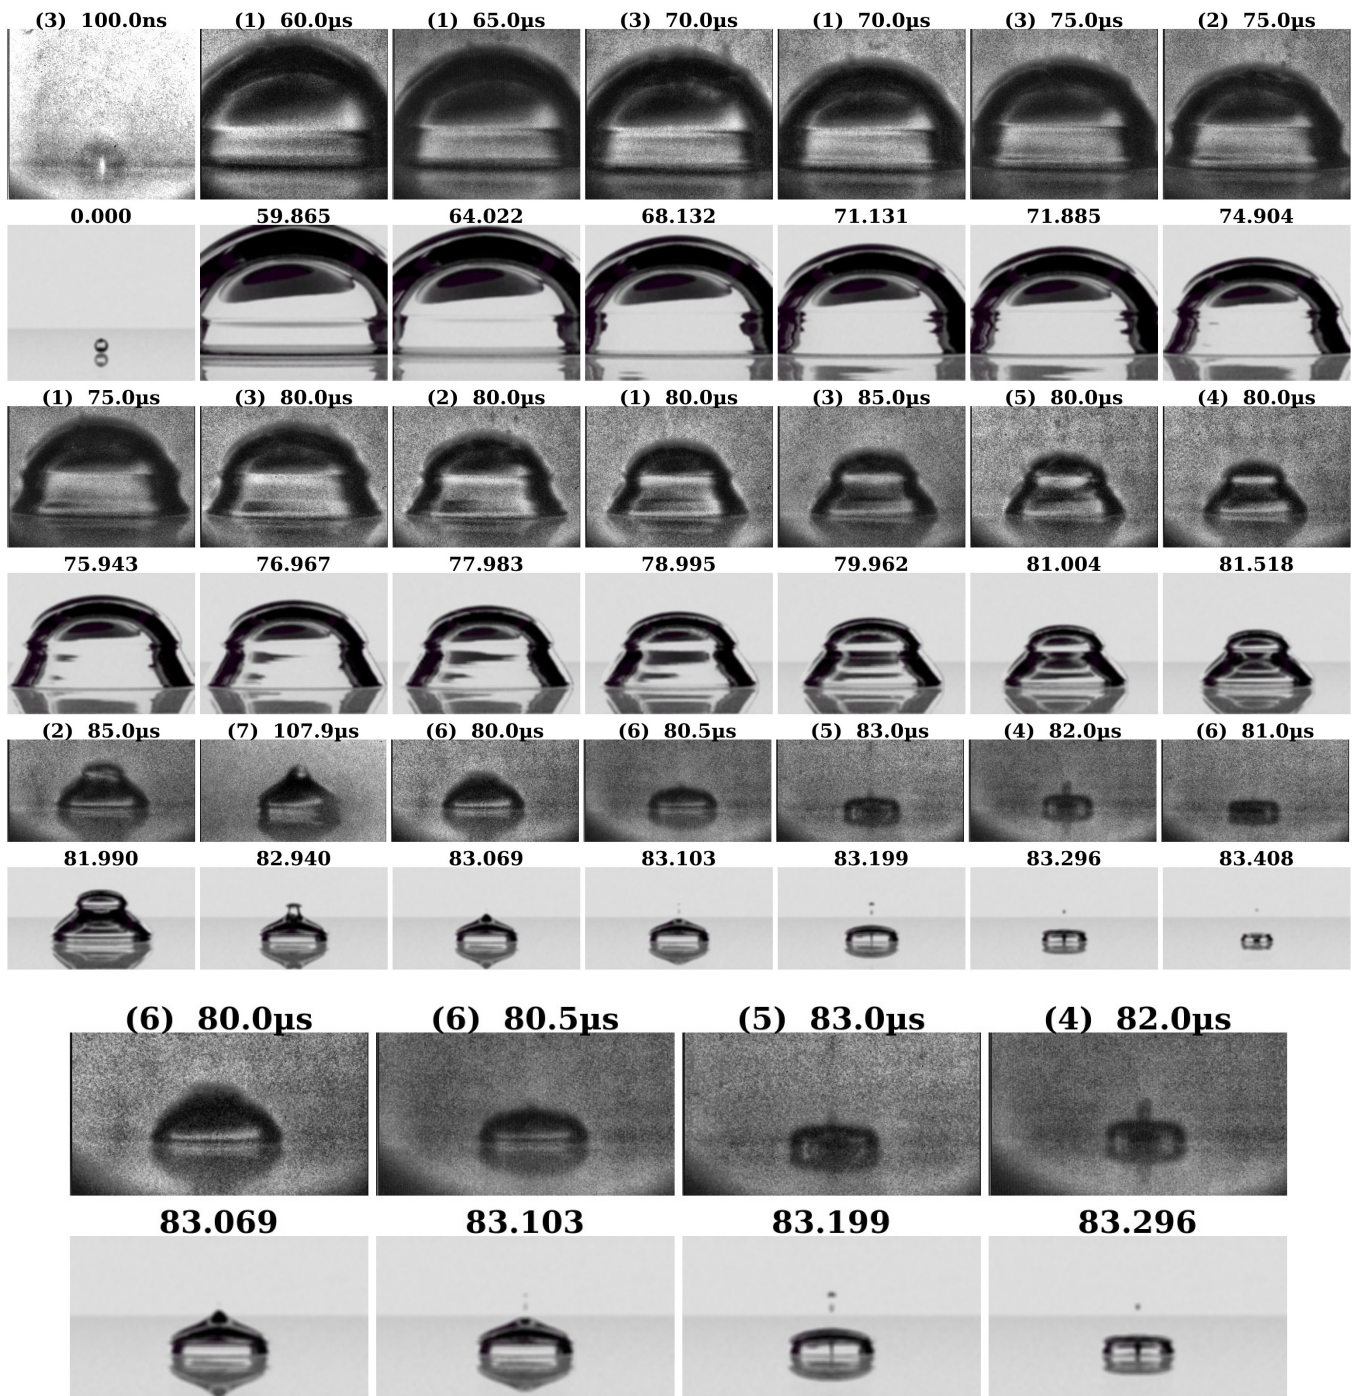 (3) 100.0ns (1) 60.0µs (1) 65.0µs (3) 70.0µs (1) 70.0µs (3) 75.0µs (2) 75.0µs
0.000 59.865 64.022 68.132 71.131 71.885 74.904
(1) 75.0µs (3) 80.0µs (2) 80.0µs (1) 80.0µs (3) 85.0µs (5) 80.0µs (4) 80.0µs
75.943 76.967 77.983 78.995 79.962 81.004 81.518
(2) 85.0µs (7) 107.9µs (6) 80.0µs (6) 80.5µs (5) 83.0µs (4) 82.0µs (6) 81.0µs
81.990 82.940 83.069 83.103 83.199 83.296 83.408
(6) 80.0µs (6) 80.5µs (5) 83.0µs (4) 82.0µs
83.069 83.103 83.199 83.296